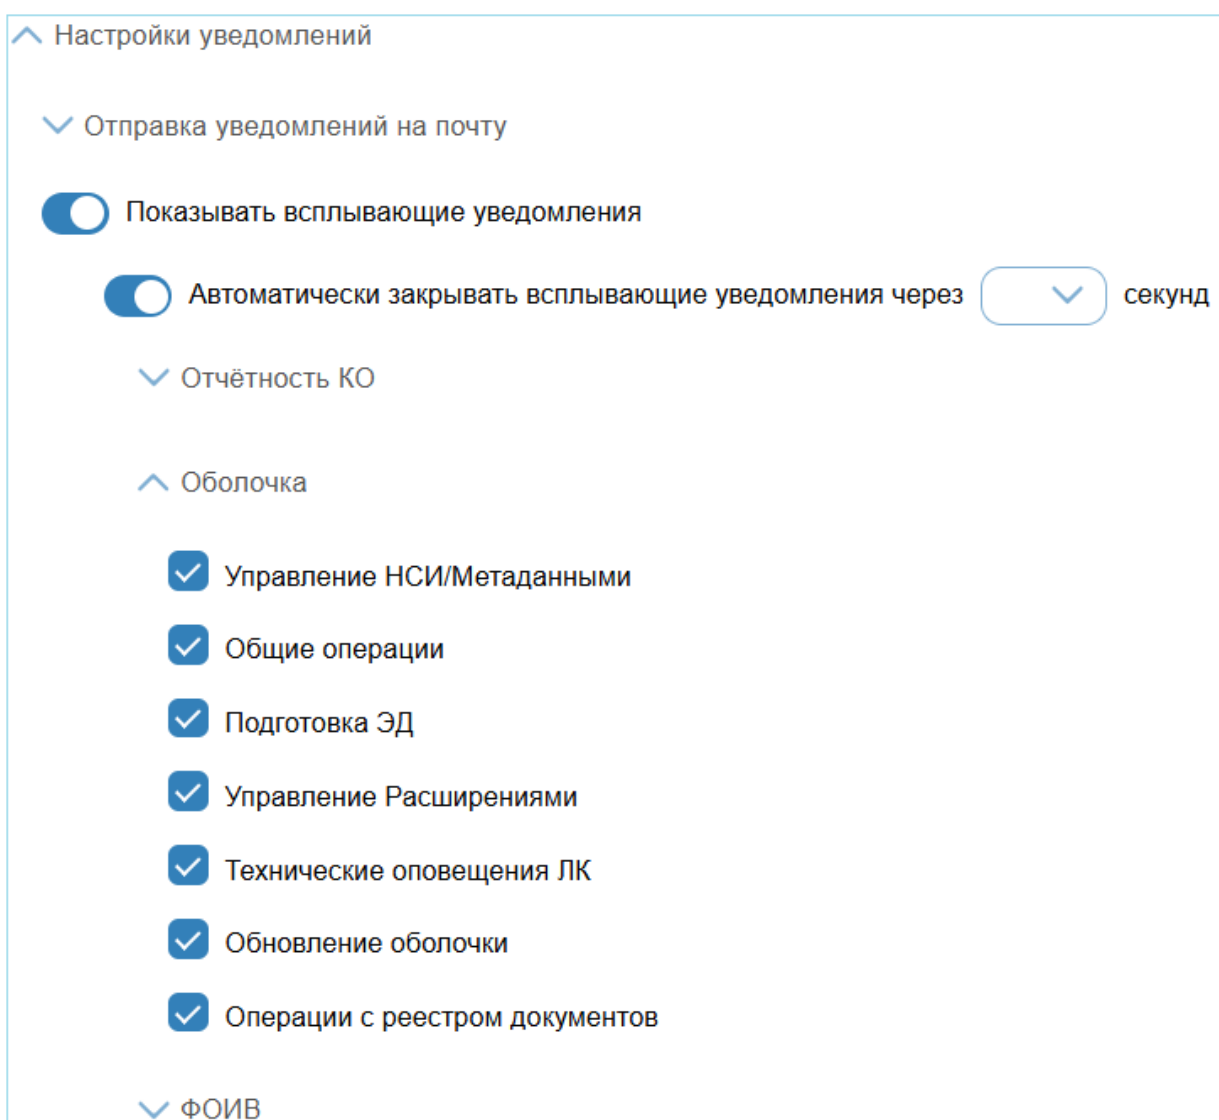 Настройки уведомлений
Отправка уведомлений на почту
Показывать всплывающие уведомления
Автоматически закрывать всплывающие уведомления через секунд
Отчётность КО
Оболочка
Управление НСИ/Метаданными
Общие операции
Подготовка ЭД
Управление Расширениями
Технические оповещения ЛК
Обновление оболочки
Операции с реестром документов
ФОИВ